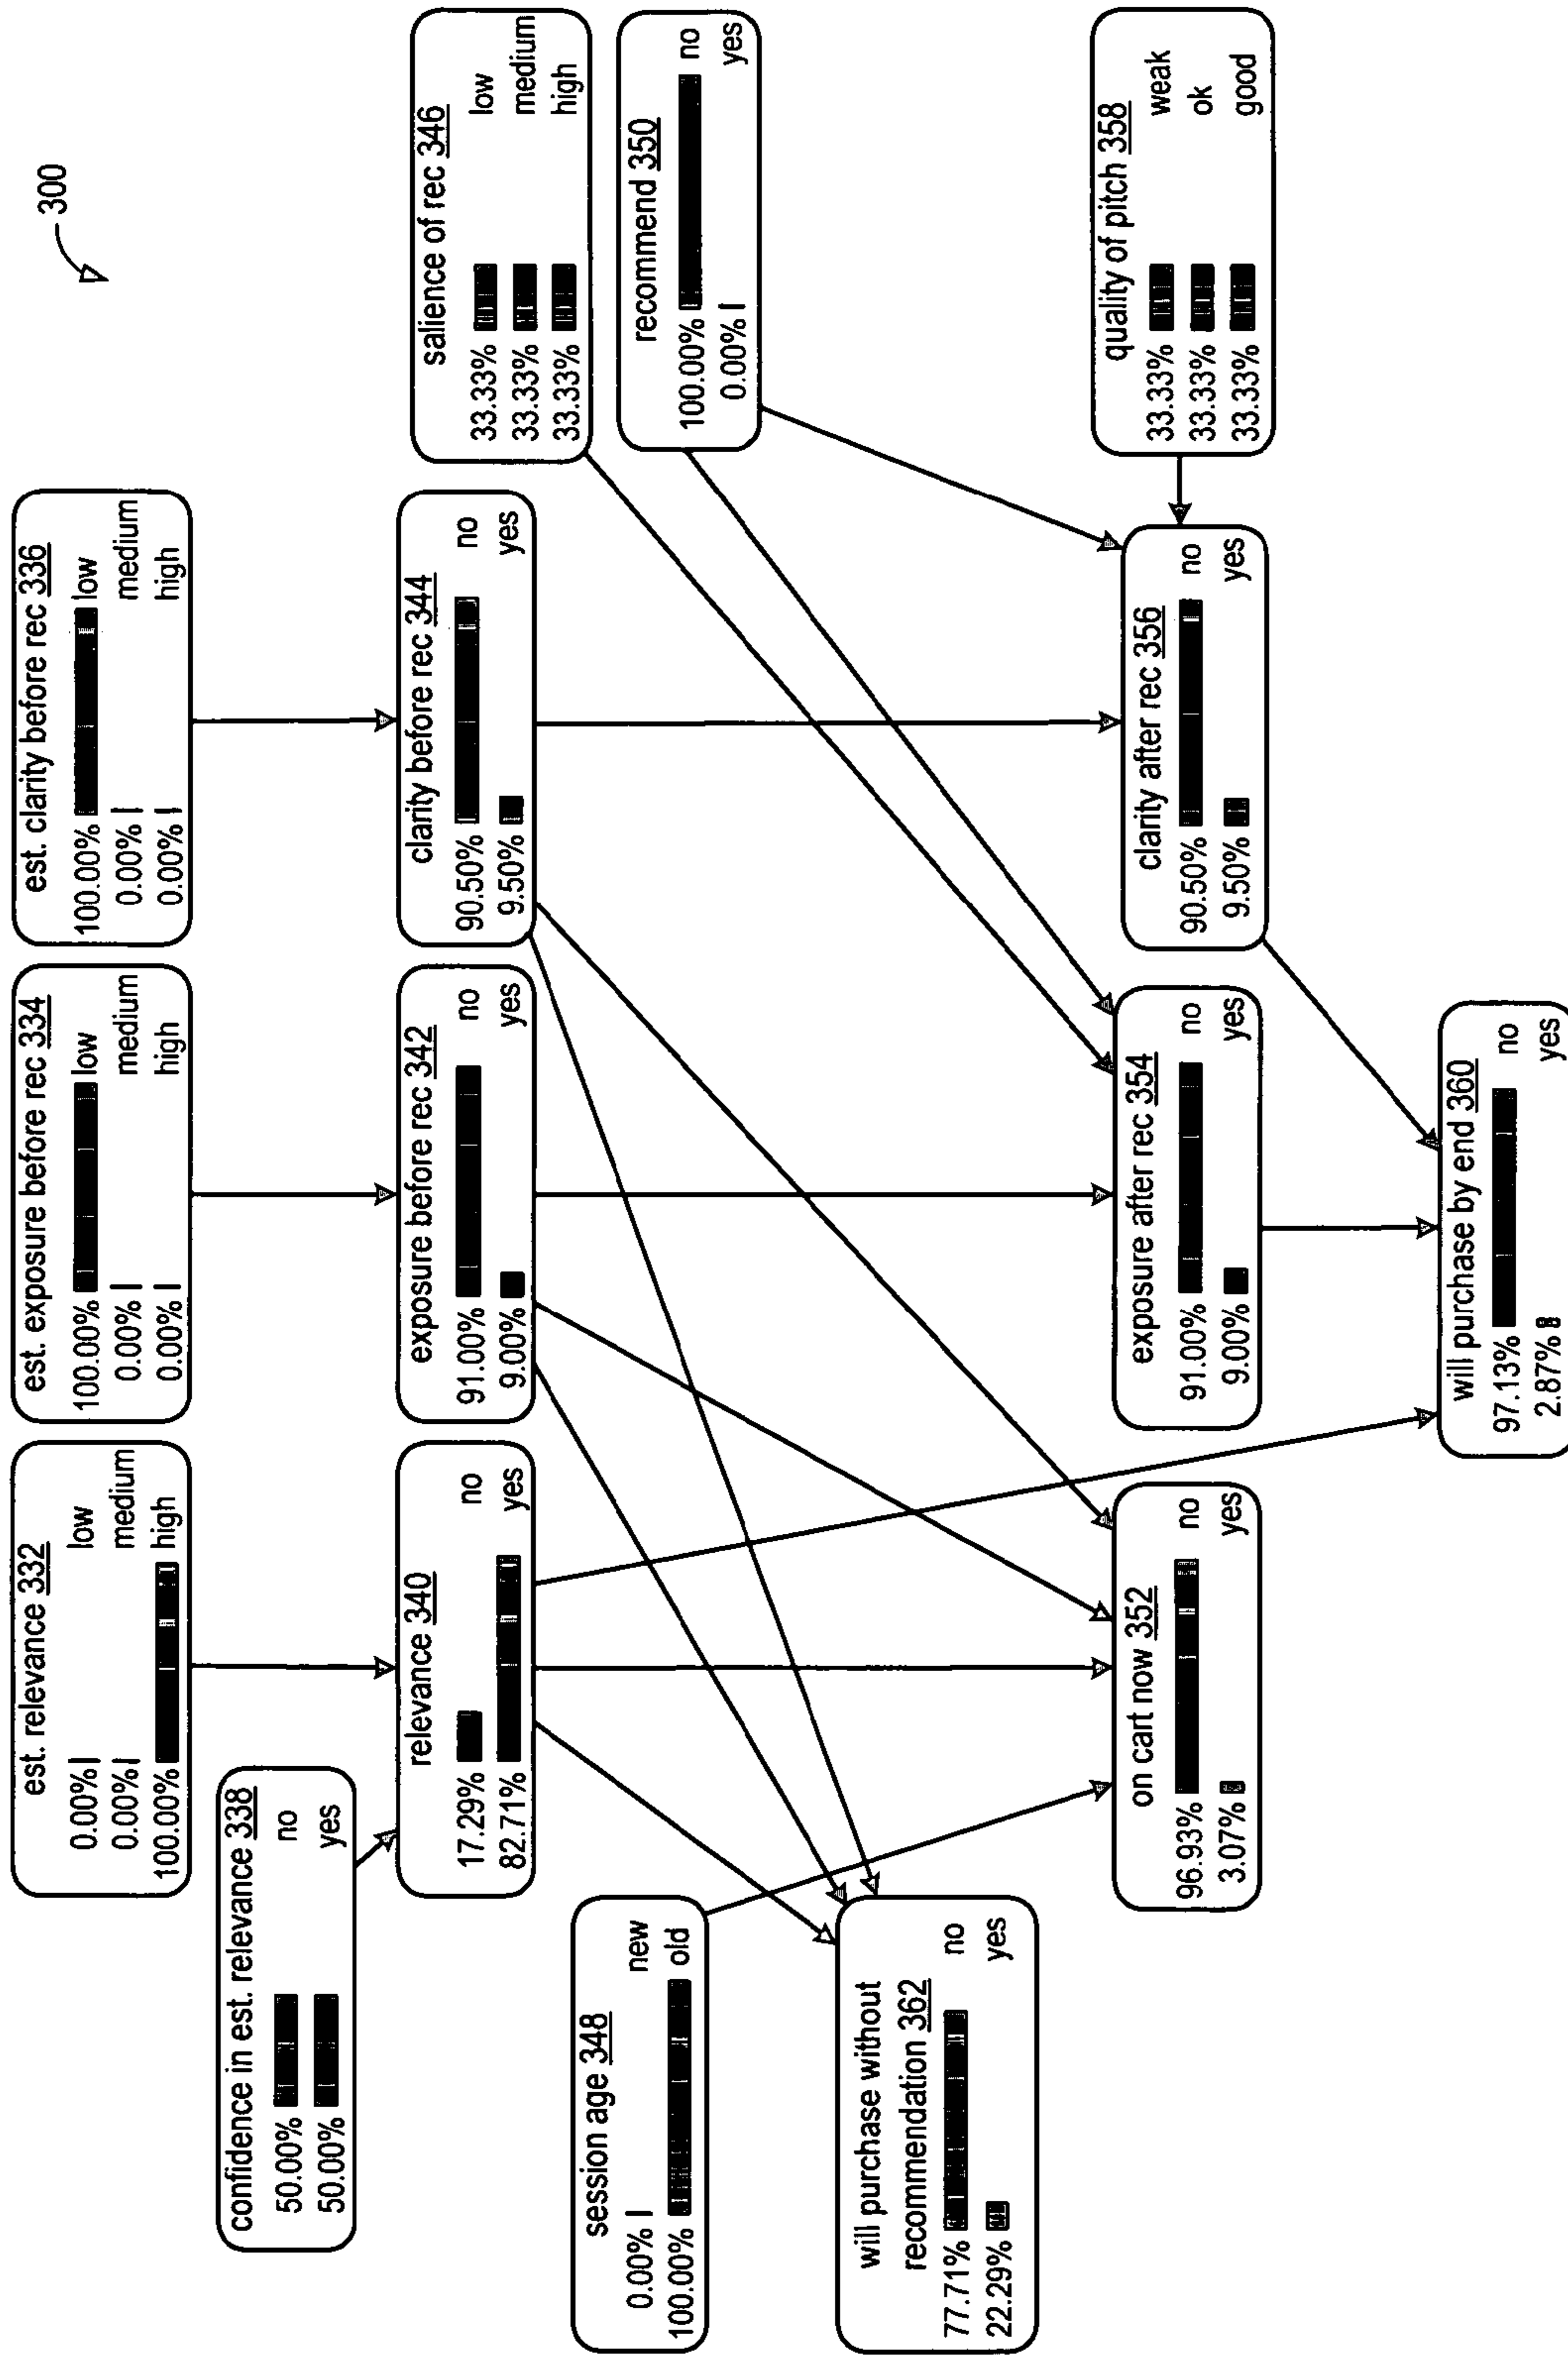 300
est. relevance 332
0.00% low
0.00% medium
100.00% high
est. exposure before rec 334
100.00% low
0.00% medium
0.00% high
est. clarity before rec 336
100.00% low
0.00% medium
0.00% high
confidence in est. relevance 338
50.00% no
50.00% yes
relevance 340
17.29% no
82.71% yes
exposure before rec 342
91.00% no
9.00% yes
clarity before rec 344
90.50% no
9.50% yes
salience of rec 346
33.33% low
33.33% medium
33.33% high
session age 348
0.00% new
100.00% old
recommend 350
100.00% no
0.00% yes
will purchase without
recommendation 362
77.71% no
22.29% yes
on cart now 352
96.93% no
3.07% yes
exposure after rec 354
91.00% no
9.00% yes
clarity after rec 356
90.50% no
9.50% yes
quality of pitch 358
33.33% weak
33.33% ok
33.33% good
will purchase by end 360
97.13% no
2.87% yes